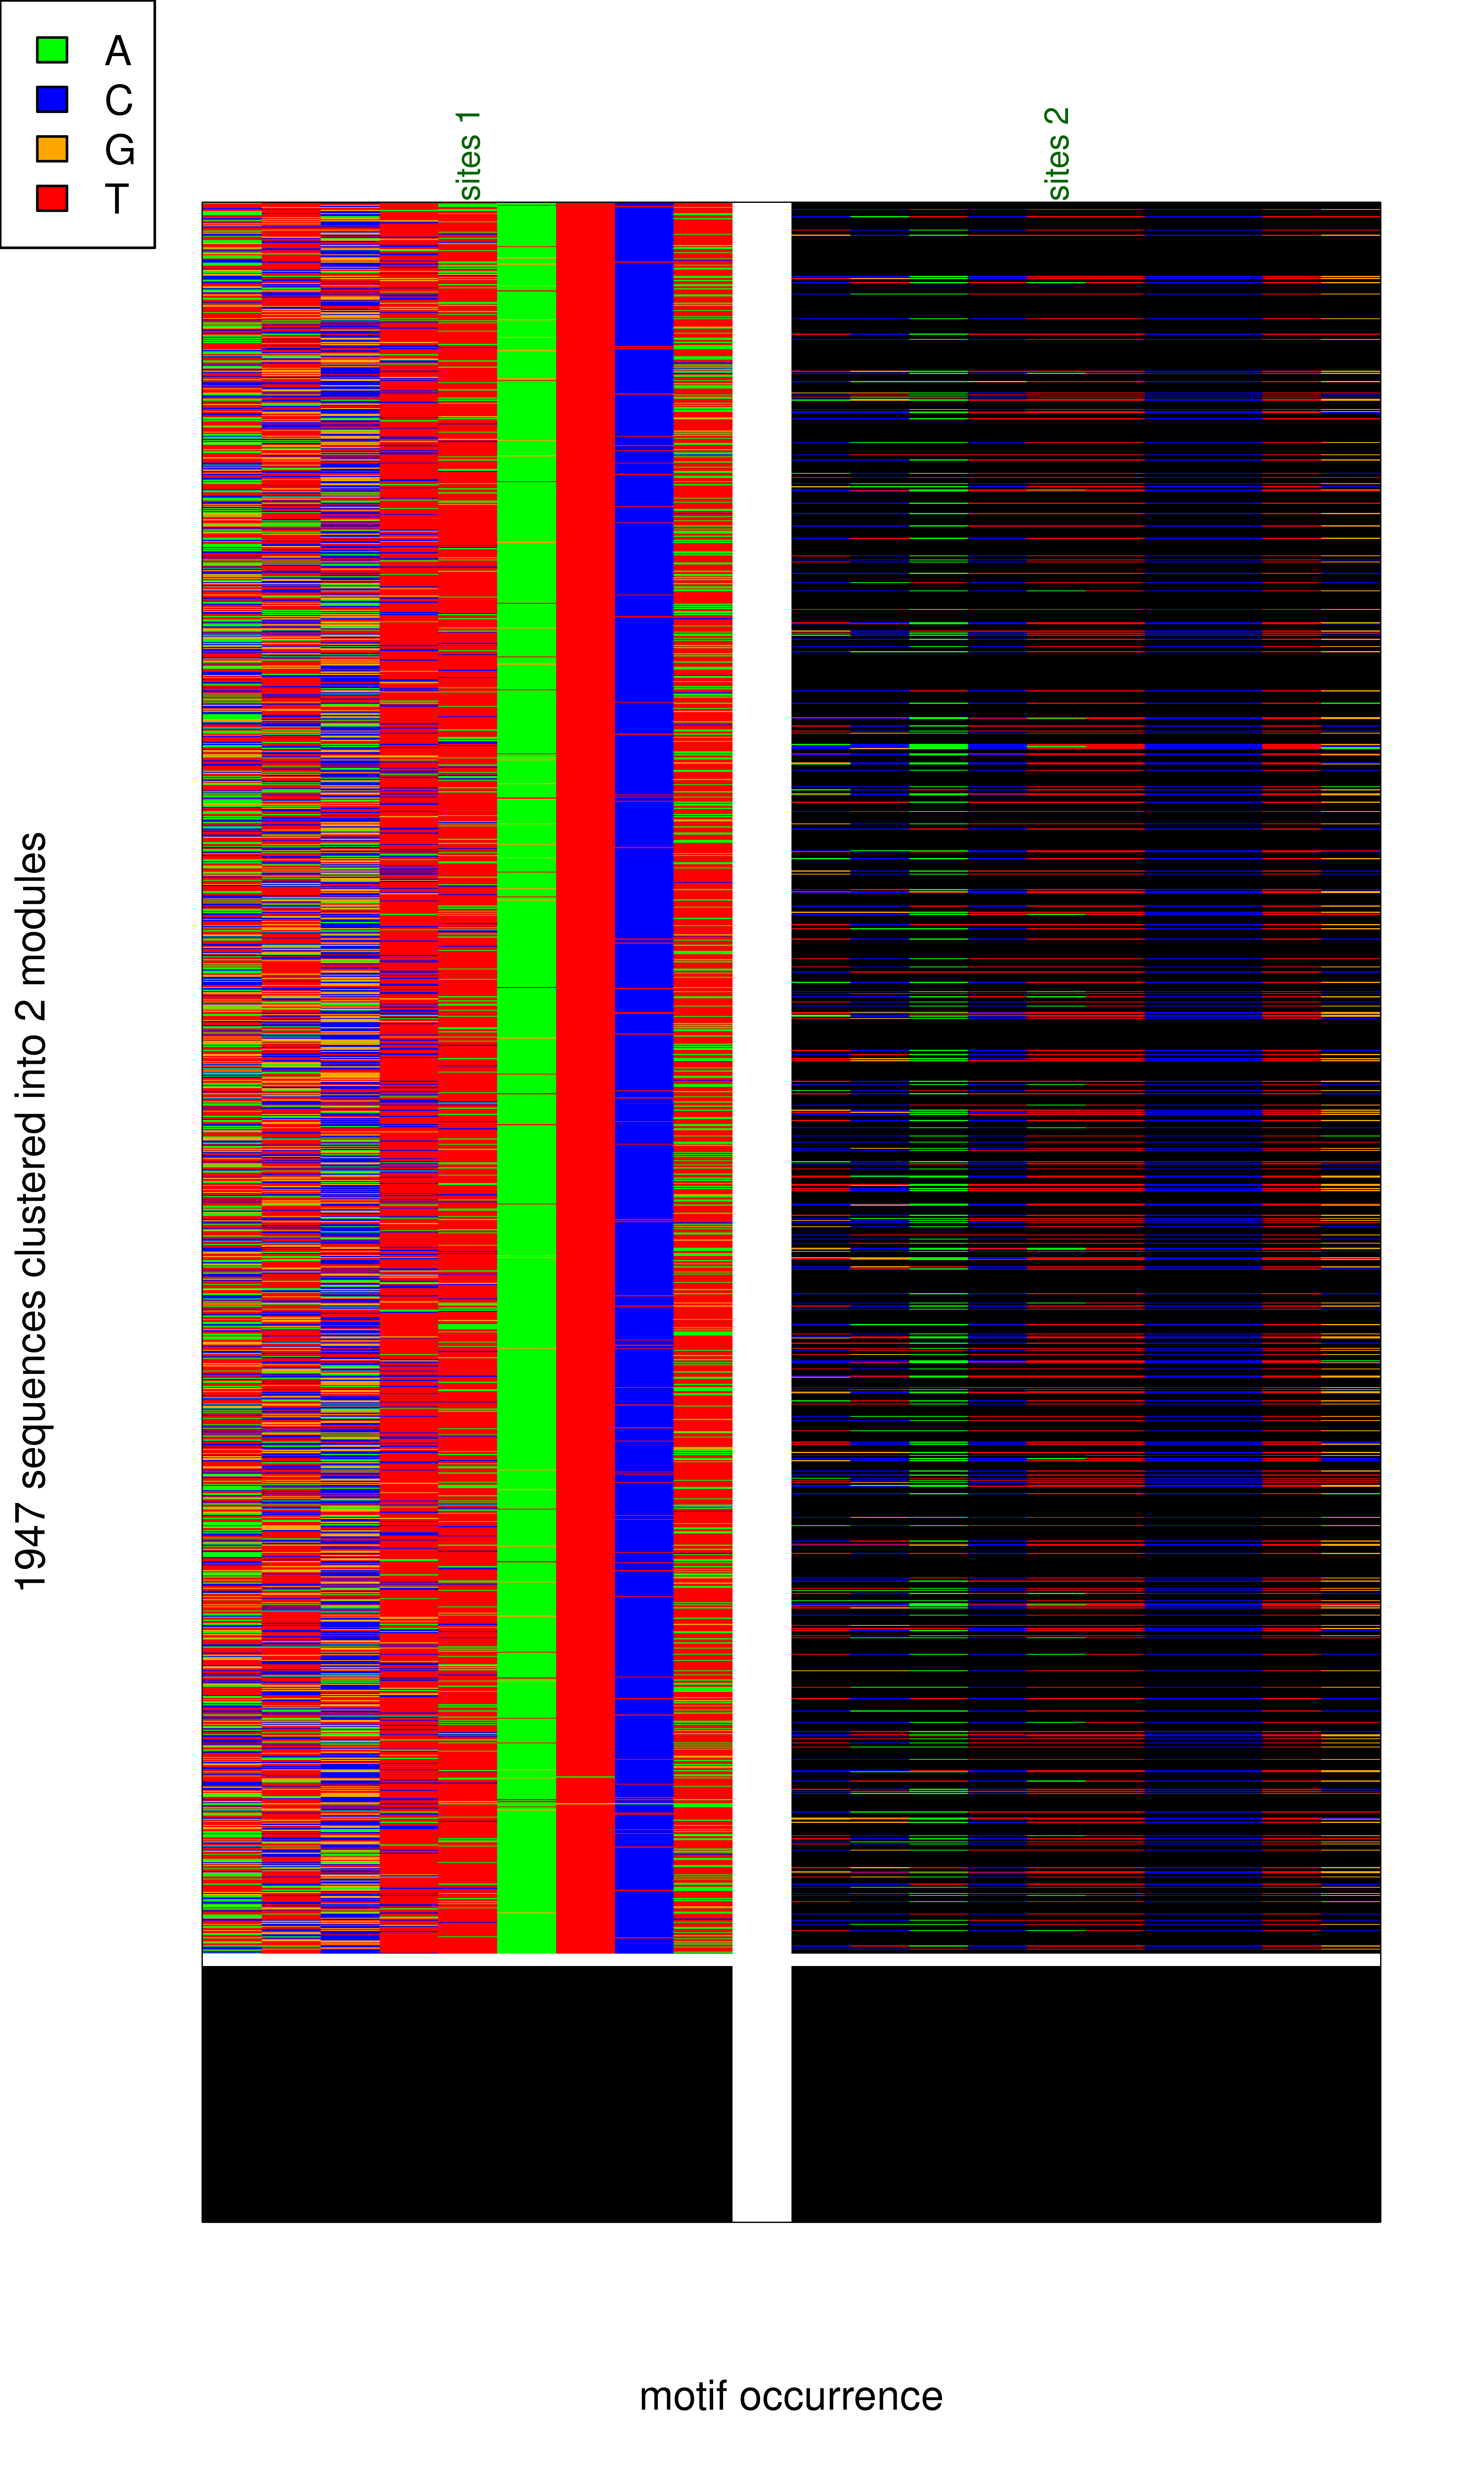 A
C
G
T
sites 1
sites 2
1947 sequences clustered into 2 modules
motif occurrence